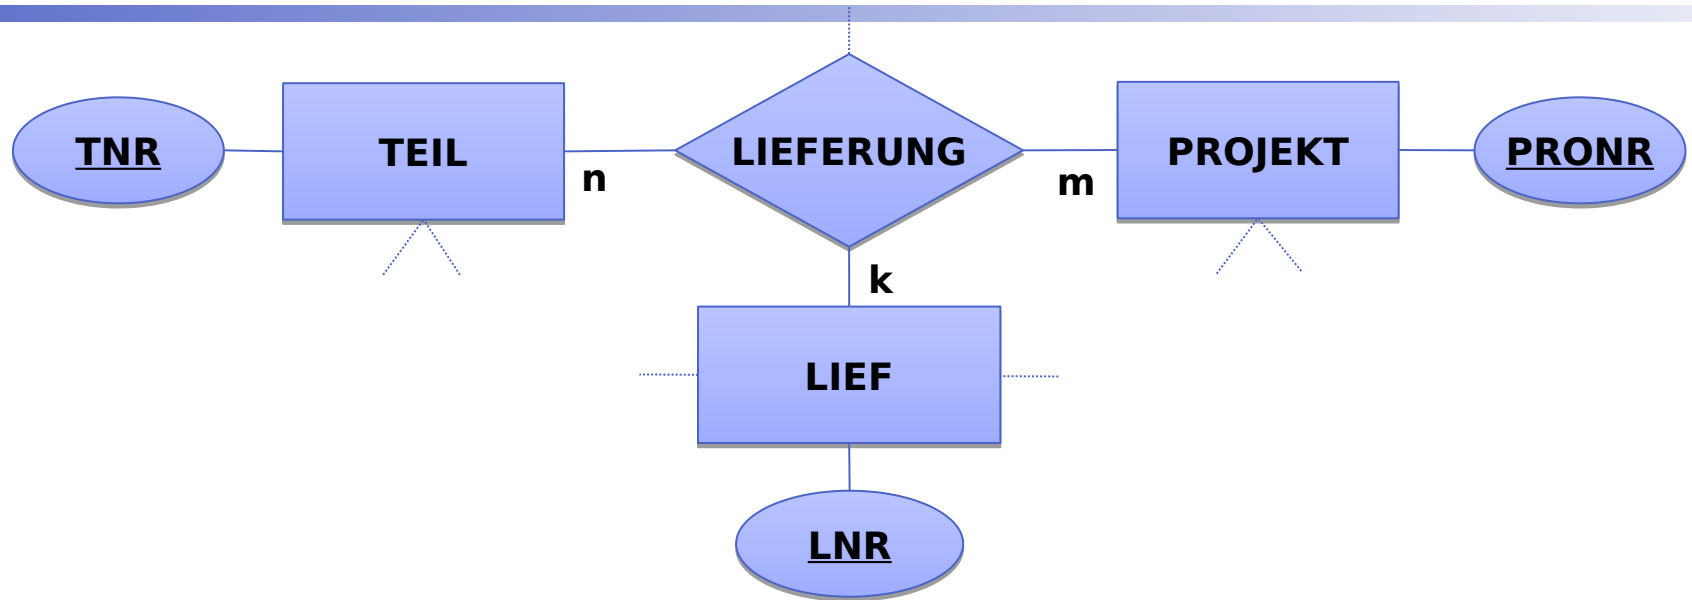 TNR
TEIL
n
LIEFERUNG
m
PROJEKT
PRONR
k
LIEF
LNR